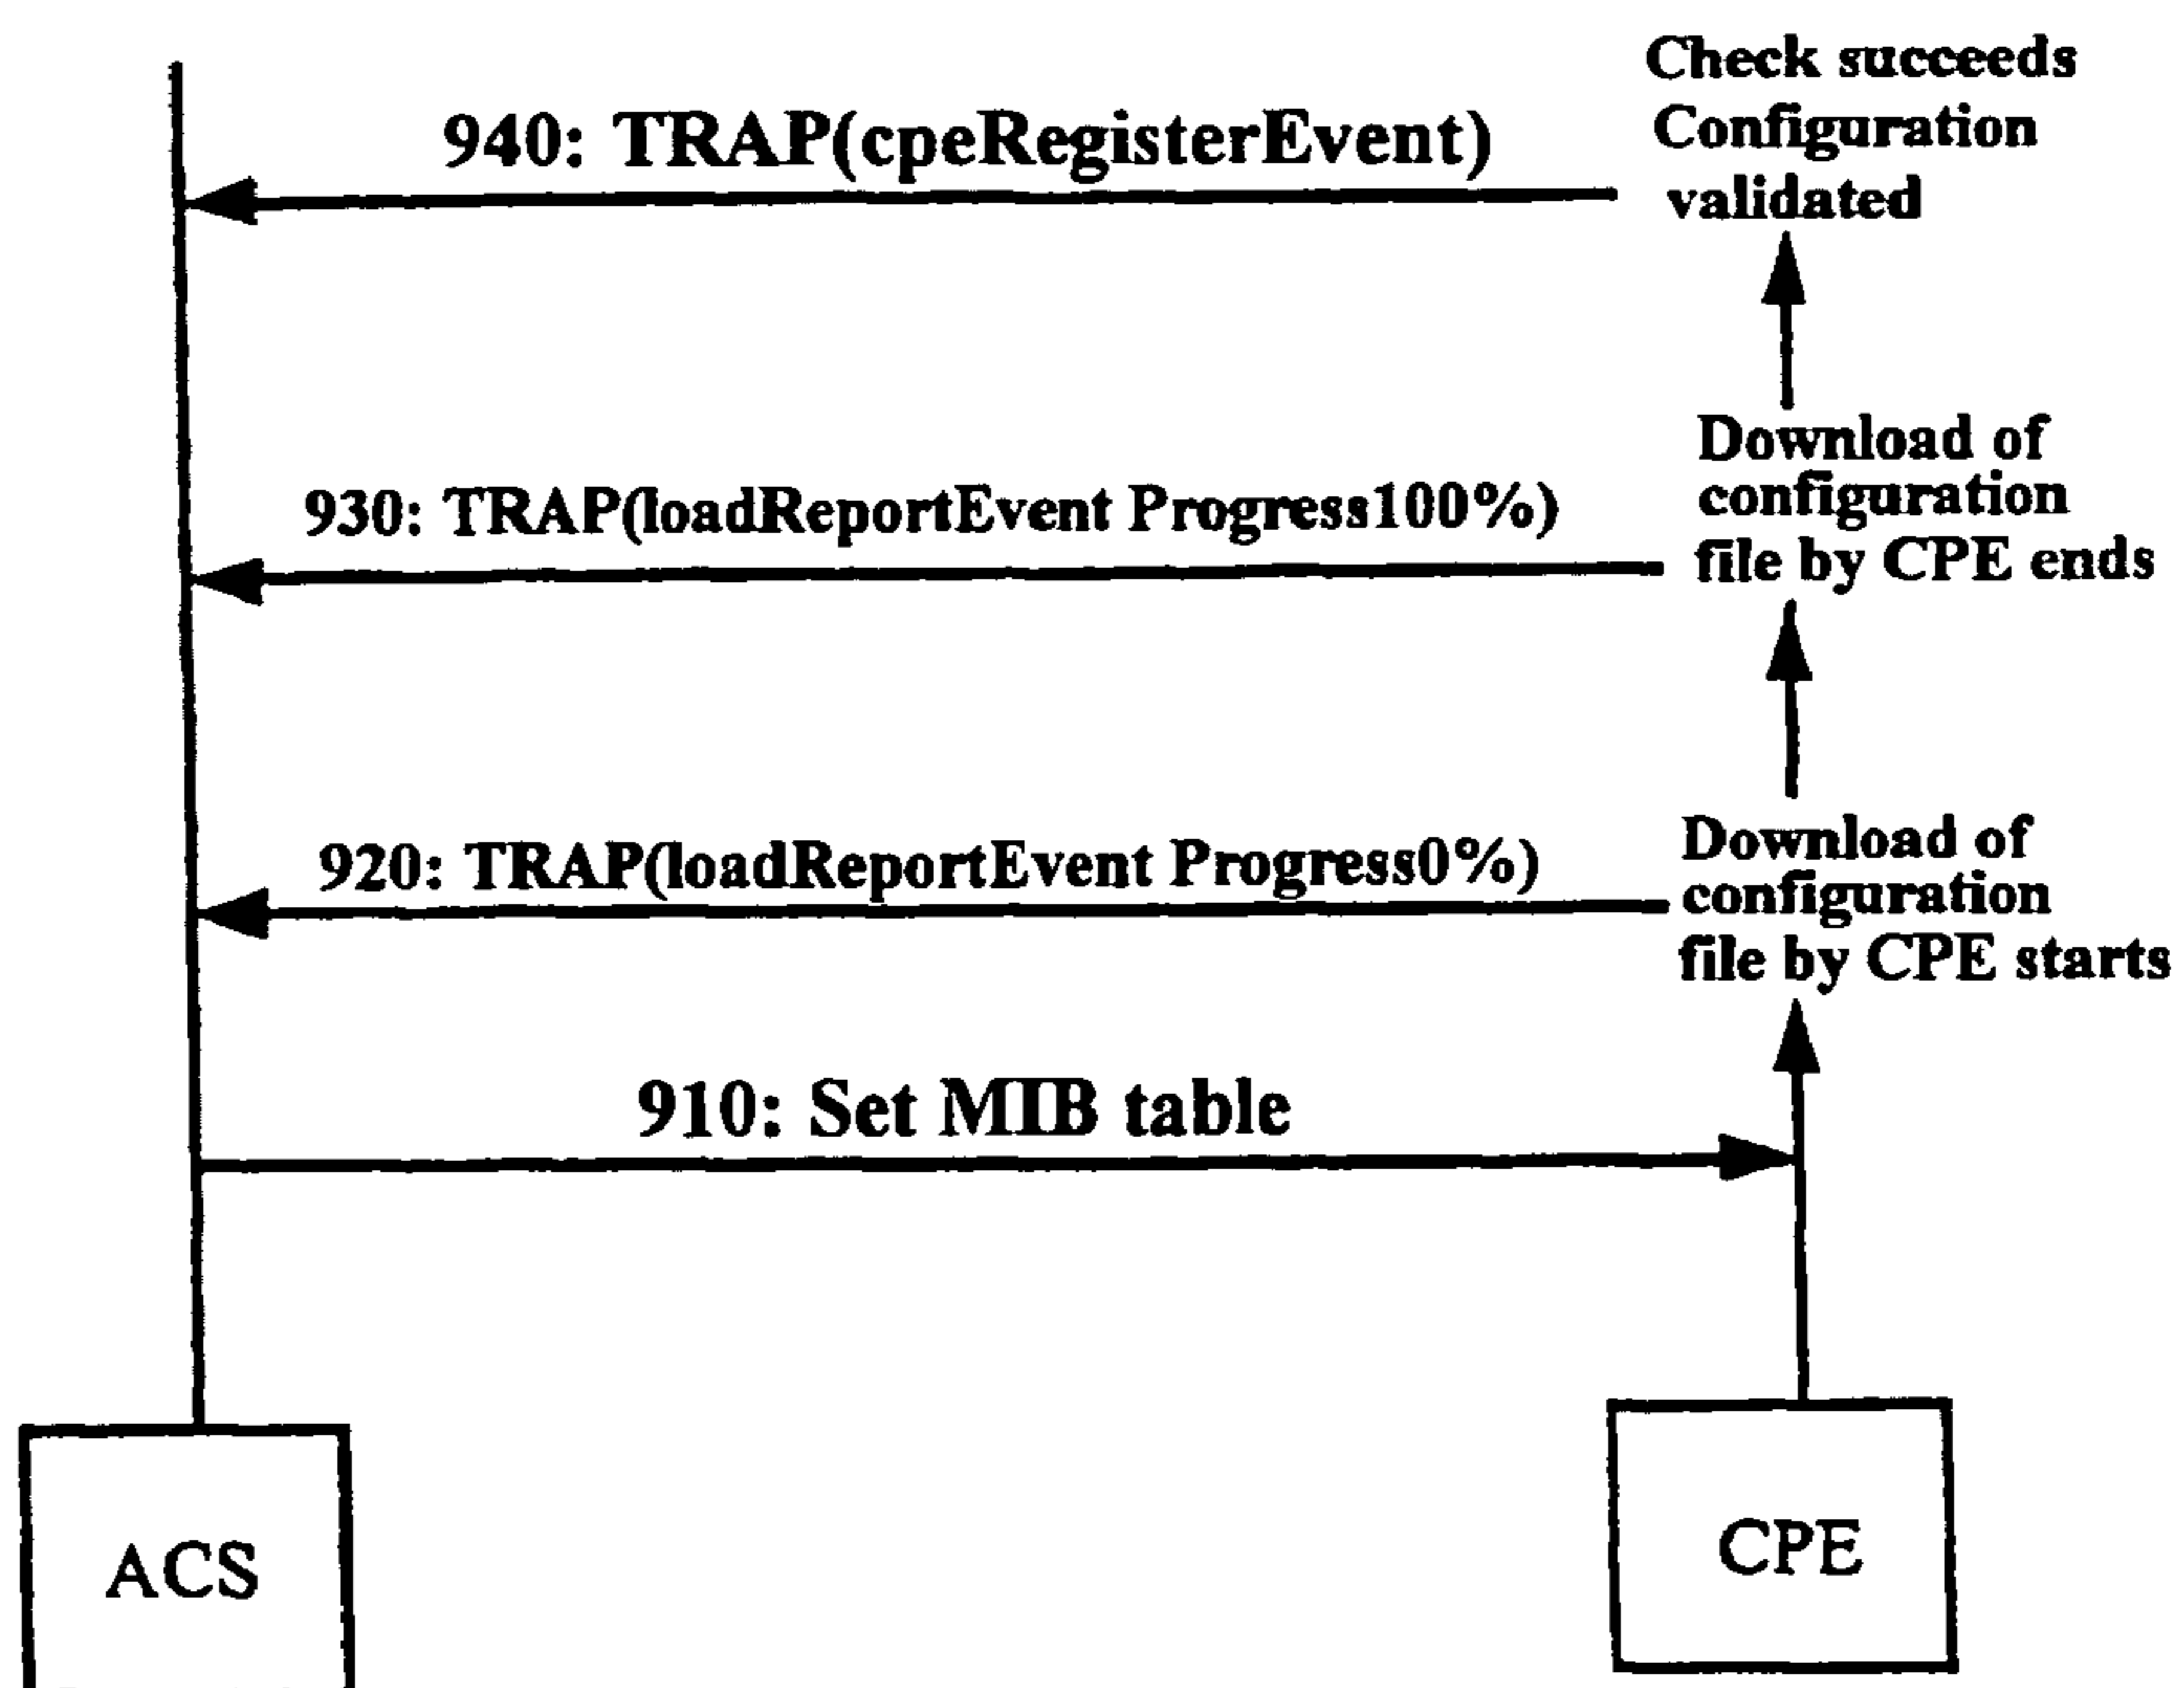 Check succeeds
Configuration
validated
940: TRAP(cpeRegisterEvent)
Download of
configuration
file by CPE ends
930: TRAP(loadReportEvent Progress100%)
Download of
configuration
file by CPE starts
920: TRAP(loadReportEvent Progress0%)
910: Set MIB table
ACS
CPE